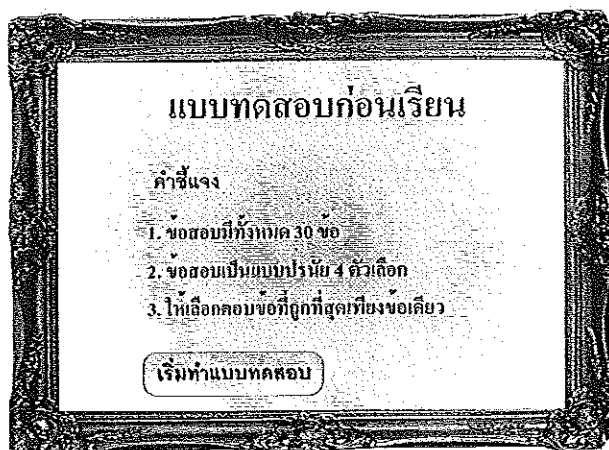 แบบทดสอบก่อนเรียน
คำชี้แจง
1. ข้อสอบมีทั้งหมด 30 ข้อ
2. ข้อสอบเป็นแบบปรนัย 4 ตัวเลือก
3. ให้เลือกตอบข้อที่ถูกที่สุดเพียงข้อเดียว
เริ่มทำแบบทดสอบ